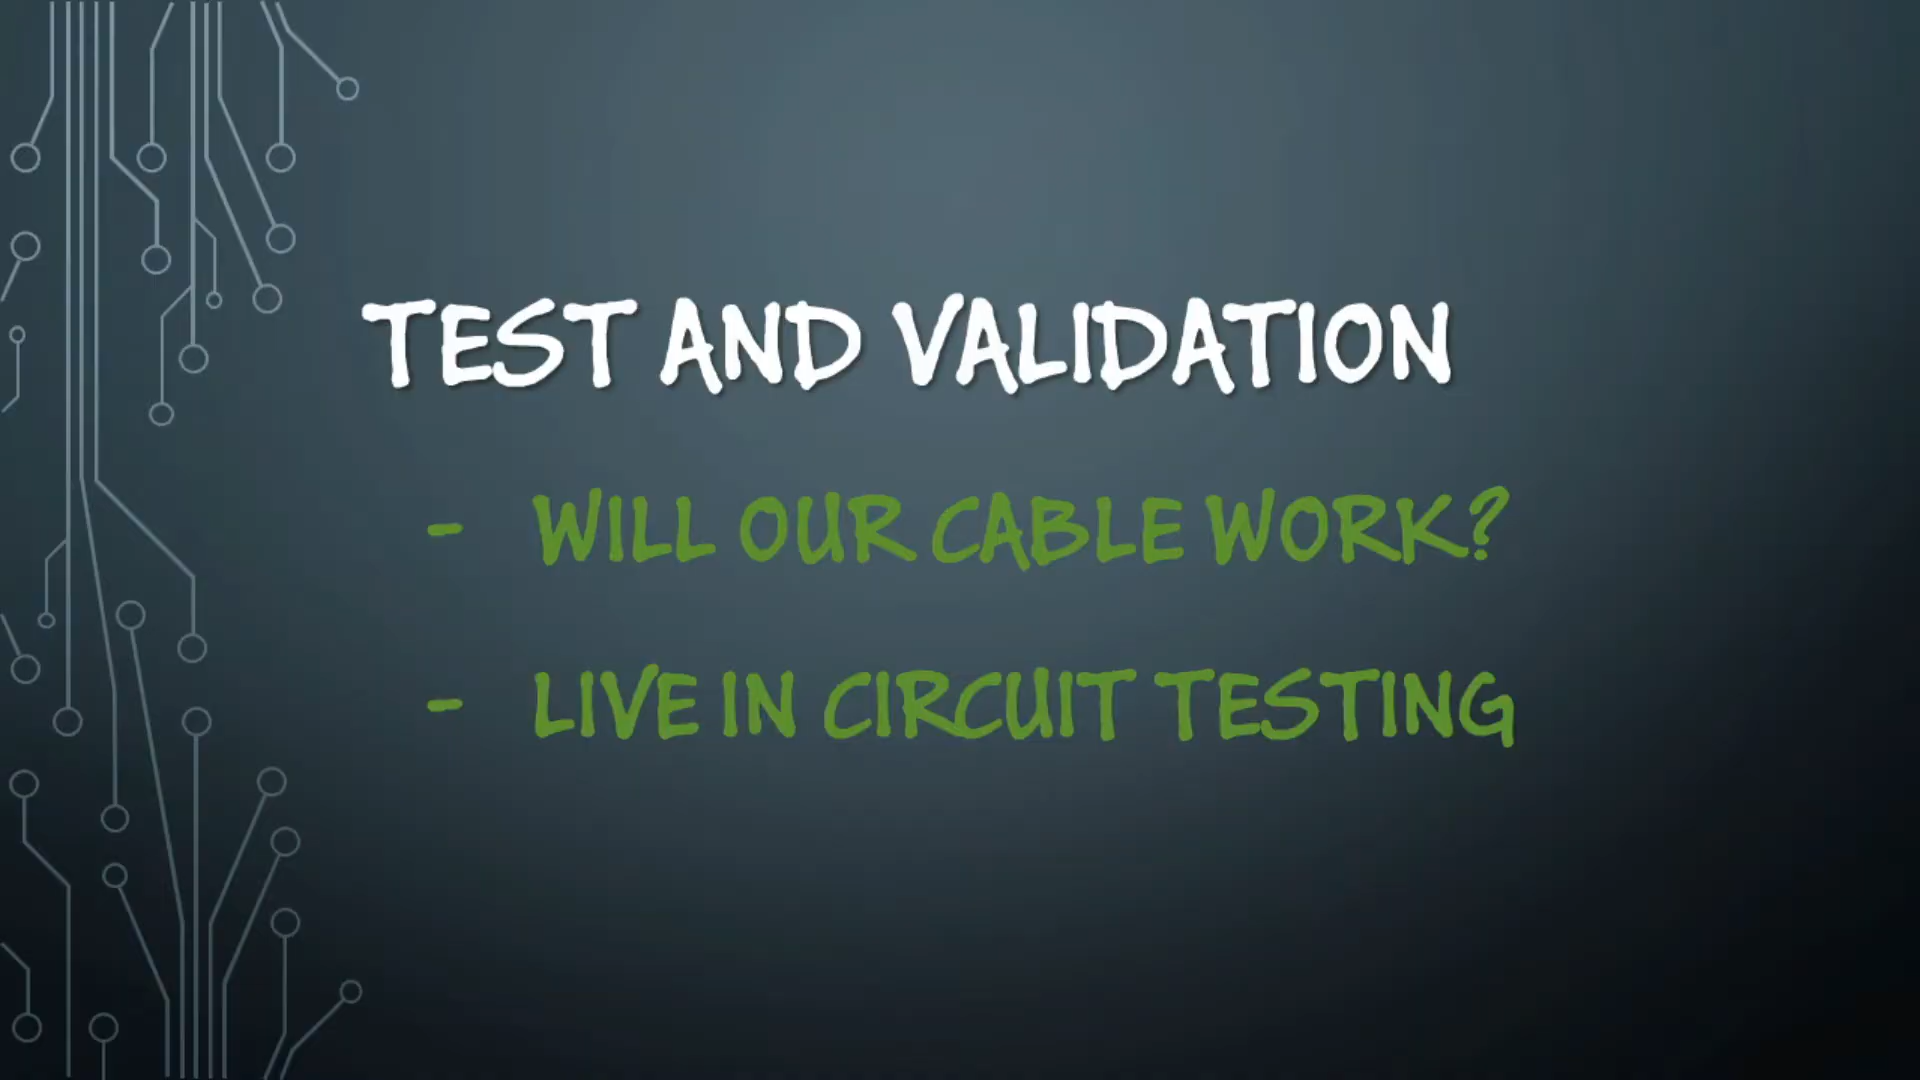 TEST AND VALIDATION
- WILL OUR CABLE WORK?
- LIVE IN CIRCUIT TESTING